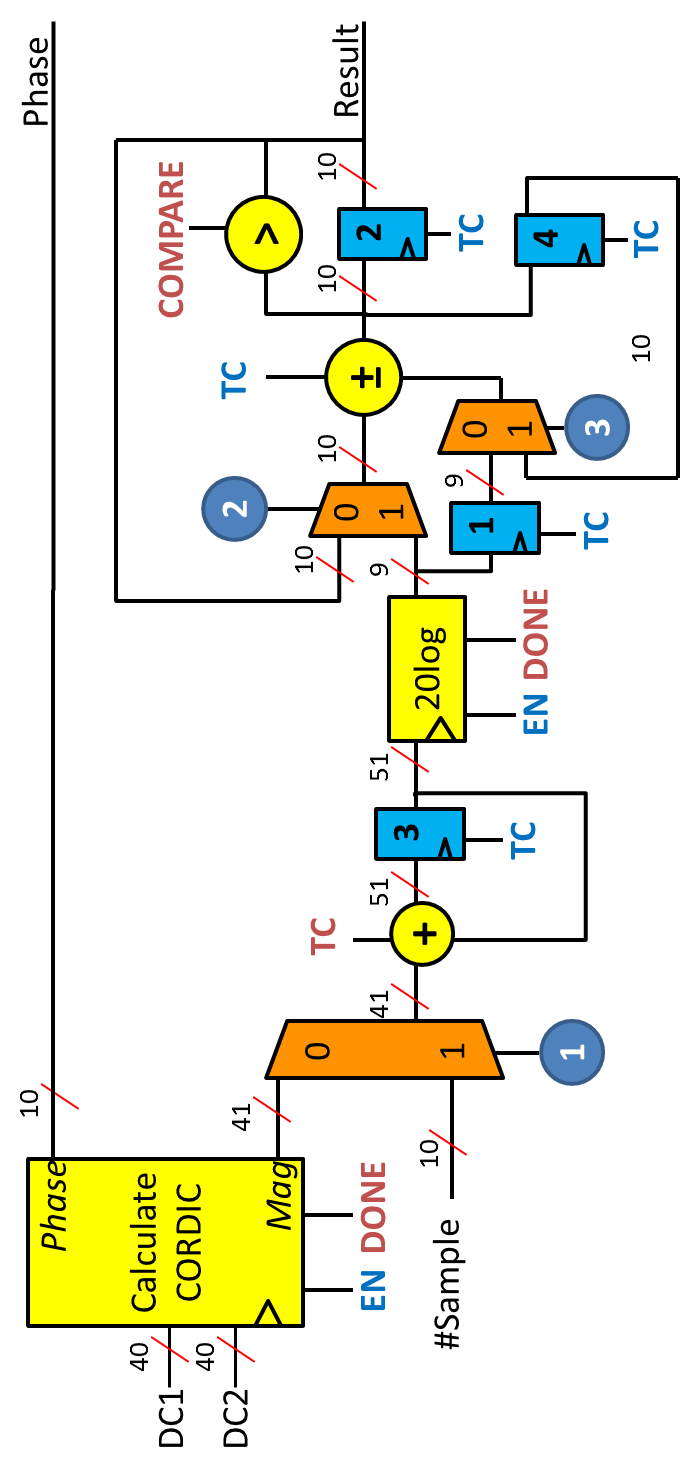 DC1
DC2
40
40
Phase
Calculate
CORDIC
Mag
EN DONE
10
41
#Sample
10
0
1
1
41
TC
+
51
3
TC
51
20log
EN DONE
9
10
2
0
1
10
1
TC
9
0
1
3
TC
±
10
COMPARE
>
2
TC
10
4
TC
10
Phase
Result